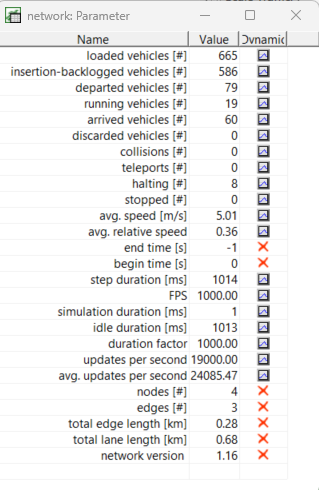 network: Parameter
Name Value Dynamic
loaded vehicles [#] 665
insertion-backlogged vehicles [#] 586
departed vehicles [#] 79
running vehicles [#] 19
arrived vehicles [#] 60
discarded vehicles [#] 0
collisions [#] 0
teleports [#] 0
halting [#] 8
stopped [#] 0
avg. speed [m/s] 5.01
avg. relative speed 0.36
end time [s] -1
begin time [s] 0
step duration [ms] 1014
FPS 1000.00
simulation duration [ms] 1
idle duration [ms] 1013
duration factor 1000.00
updates per second 19000.00
avg. updates per second 24085.47
nodes [#] 4
edges [#] 3
total edge length [km] 0.28
total lane length [km] 0.68
network version 1.16